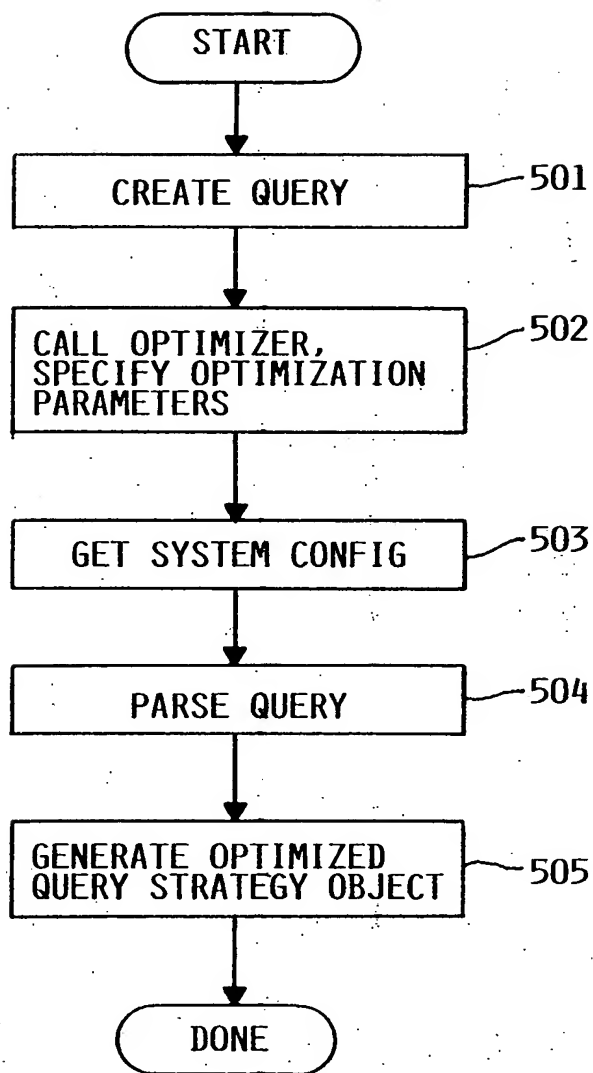 START
CREATE QUERY
501
CALL OPTIMIZER,
SPECIFY OPTIMIZATION
PARAMETERS
502
GET SYSTEM CONFIG
503
PARSE QUERY
504
GENERATE OPTIMIZED
QUERY STRATEGY OBJECT
505
DONE